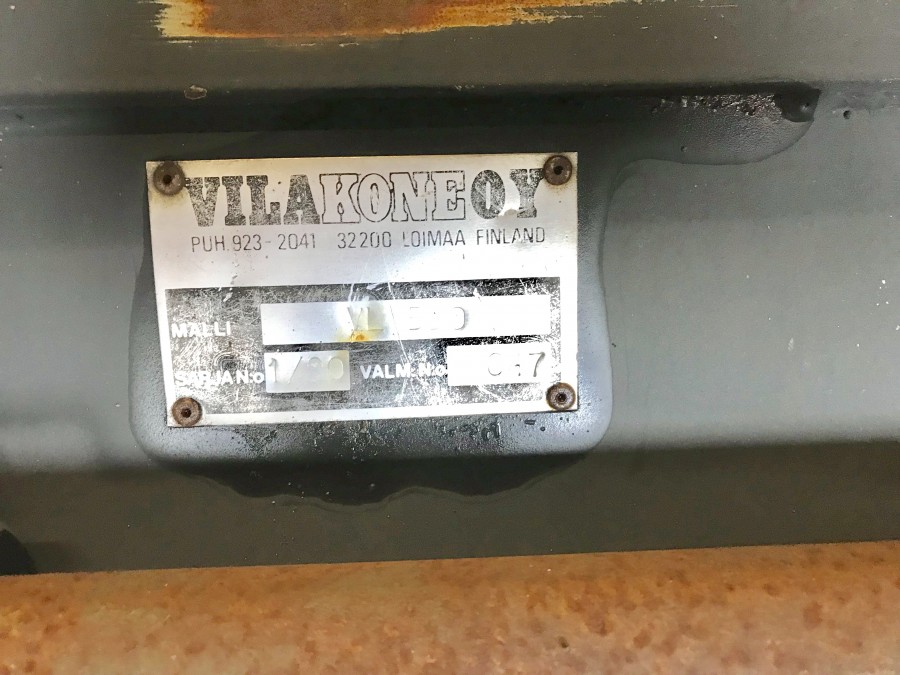 VILAKONE OY
PUH. 923-2041 32200 LOIMAA FINLAND
MALLI
SARJA N:o VALM. N:o